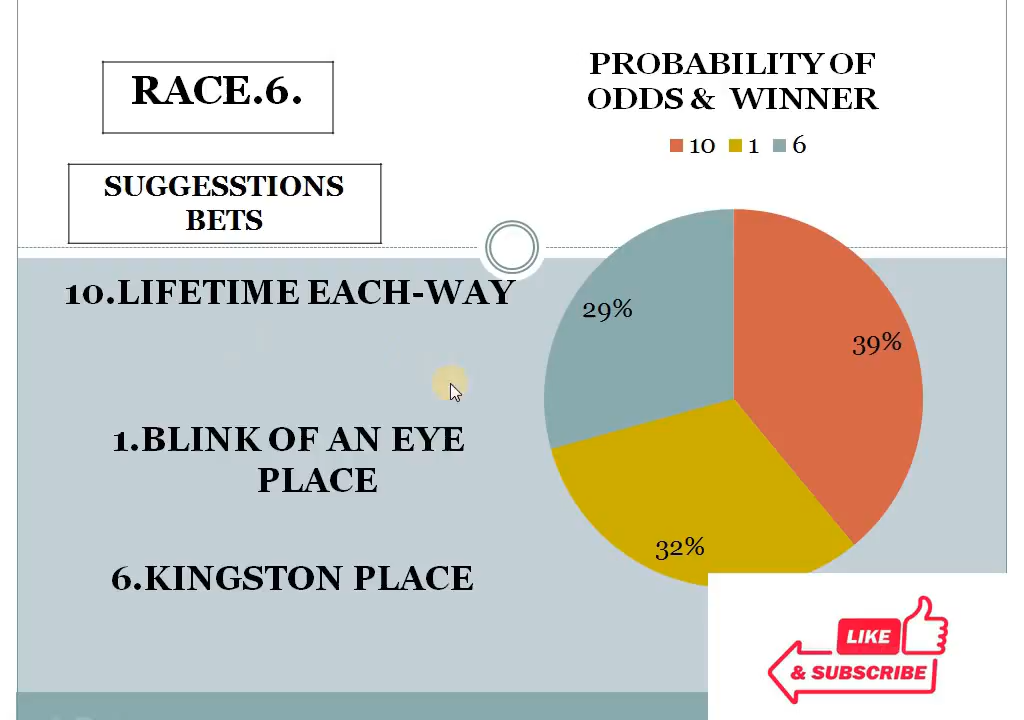 RACE.6.
SUGGESSTIONS
BETS
10.LIFETIME EACH-WAY
1.BLINK OF AN EYE
PLACE
6.KINGSTON PLACE
PROBABILITY OF
ODDS & WINNER
10 1 6
29%
39%
32%
LIKE
& SUBSCRIBE